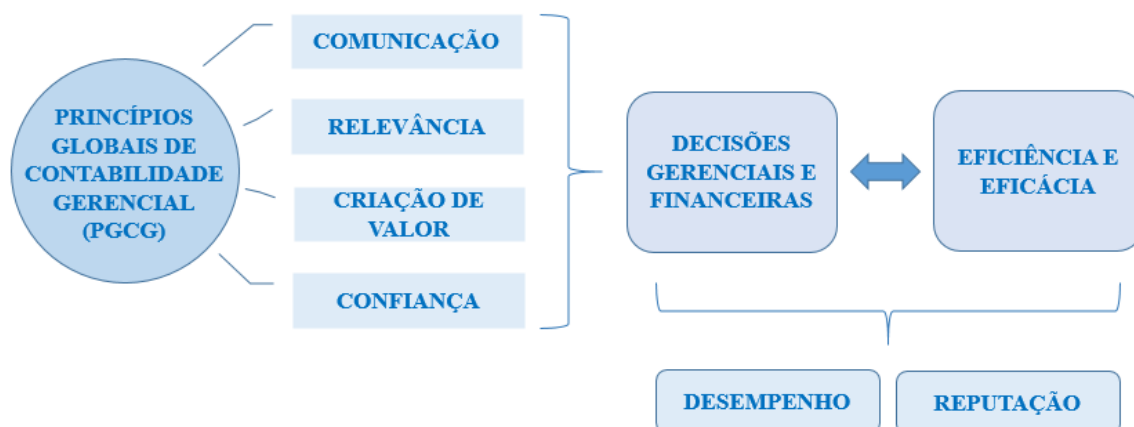 PRINCÍPIOS
GLOBAIS DE
CONTABILIDADE
GERENCIAL
(PGCG)
COMUNICAÇÃO
RELEVÂNCIA
CRIAÇÃO DE
VALOR
CONFIANÇA
DECISÕES
GERENCIAIS E
FINANCEIRAS
EFICIÊNCIA E
EFICÁCIA
DESEMPENHO
REPUTAÇÃO